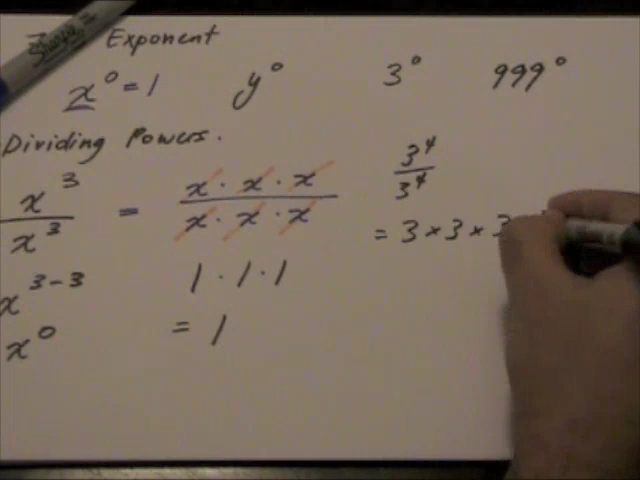 Exponent
x⁰ = 1 y⁰ 3⁰ 999⁰
Dividing Powers.
x³/x³ = x · x · x / x · x · x
x³⁻³ 1 · 1 · 1
x⁰ = 1
3⁴/3⁴
= 3 × 3 × 3